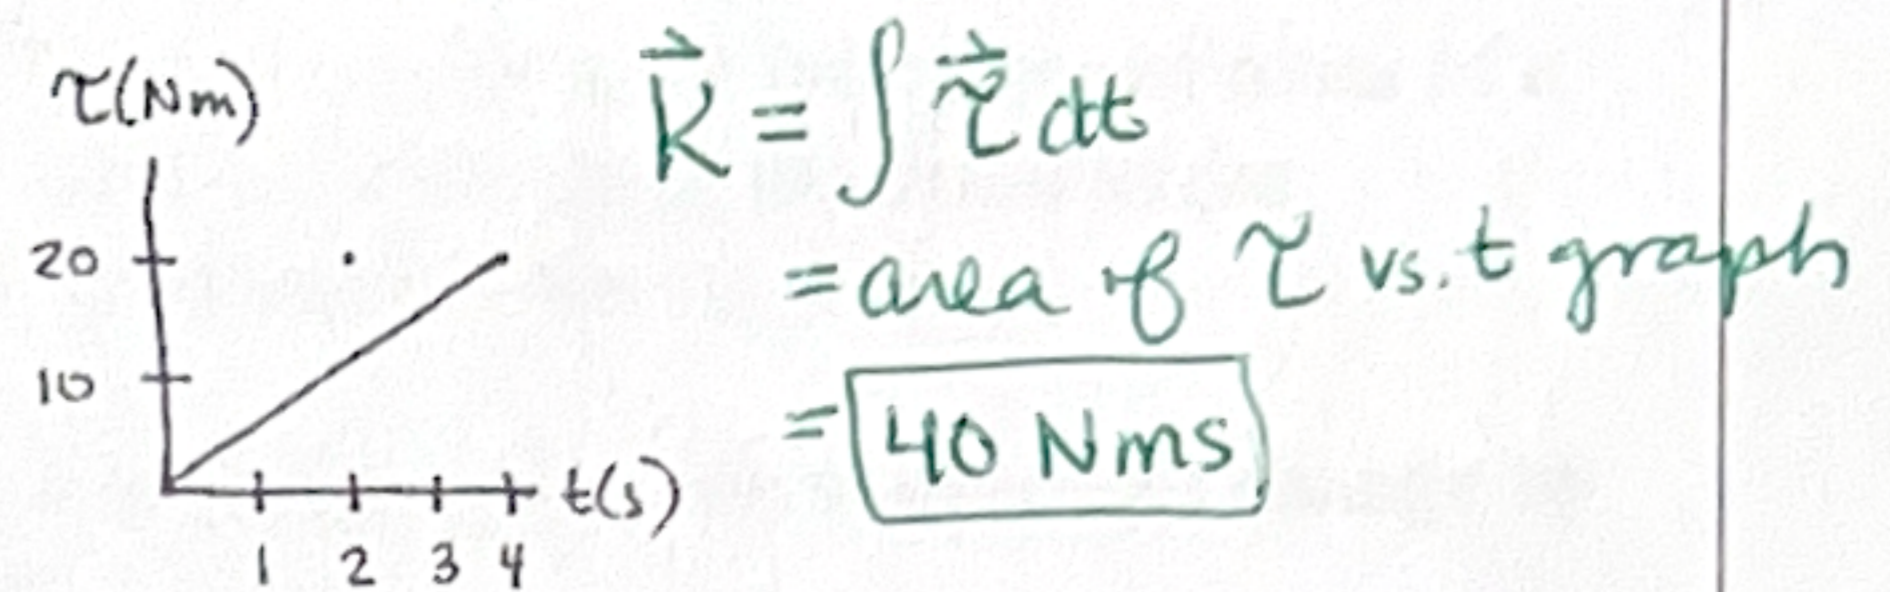 τ(Nm)
20
10
1 2 3 4 t(s)
K⃗ = ∫ τ⃗ dt
= area of τ vs. t graph
= 40 Nms